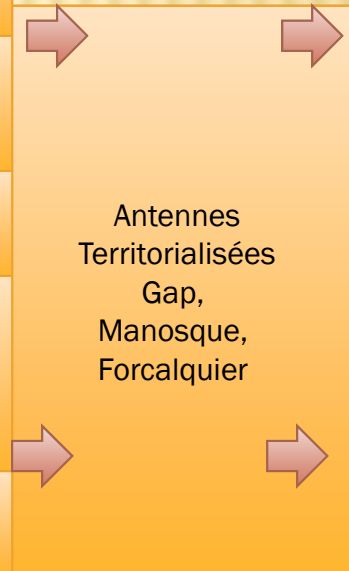 Antennes
Territorialisées
Gap,
Manosque,
Forcalquier